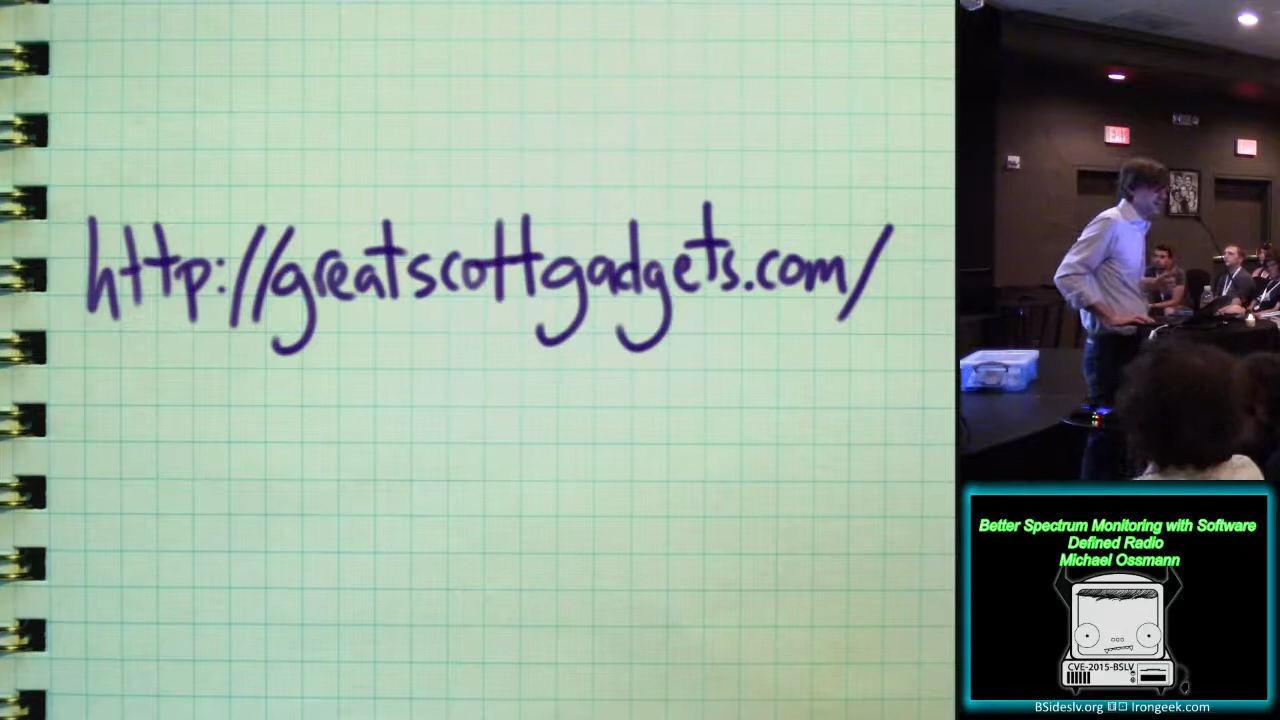 http://greatscottgadgets.com/
EXIT
Better Spectrum Monitoring with Software
Defined Radio
Michael Ossmann
CVE-2015-BSLV
BSideslv.org Irongeek.com